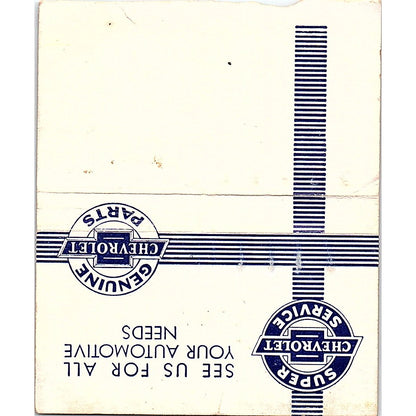 SUPER
CHEVROLET
SERVICE
SEE US FOR ALL
YOUR AUTOMOTIVE
NEEDS
GENUINE
CHEVROLET
PARTS